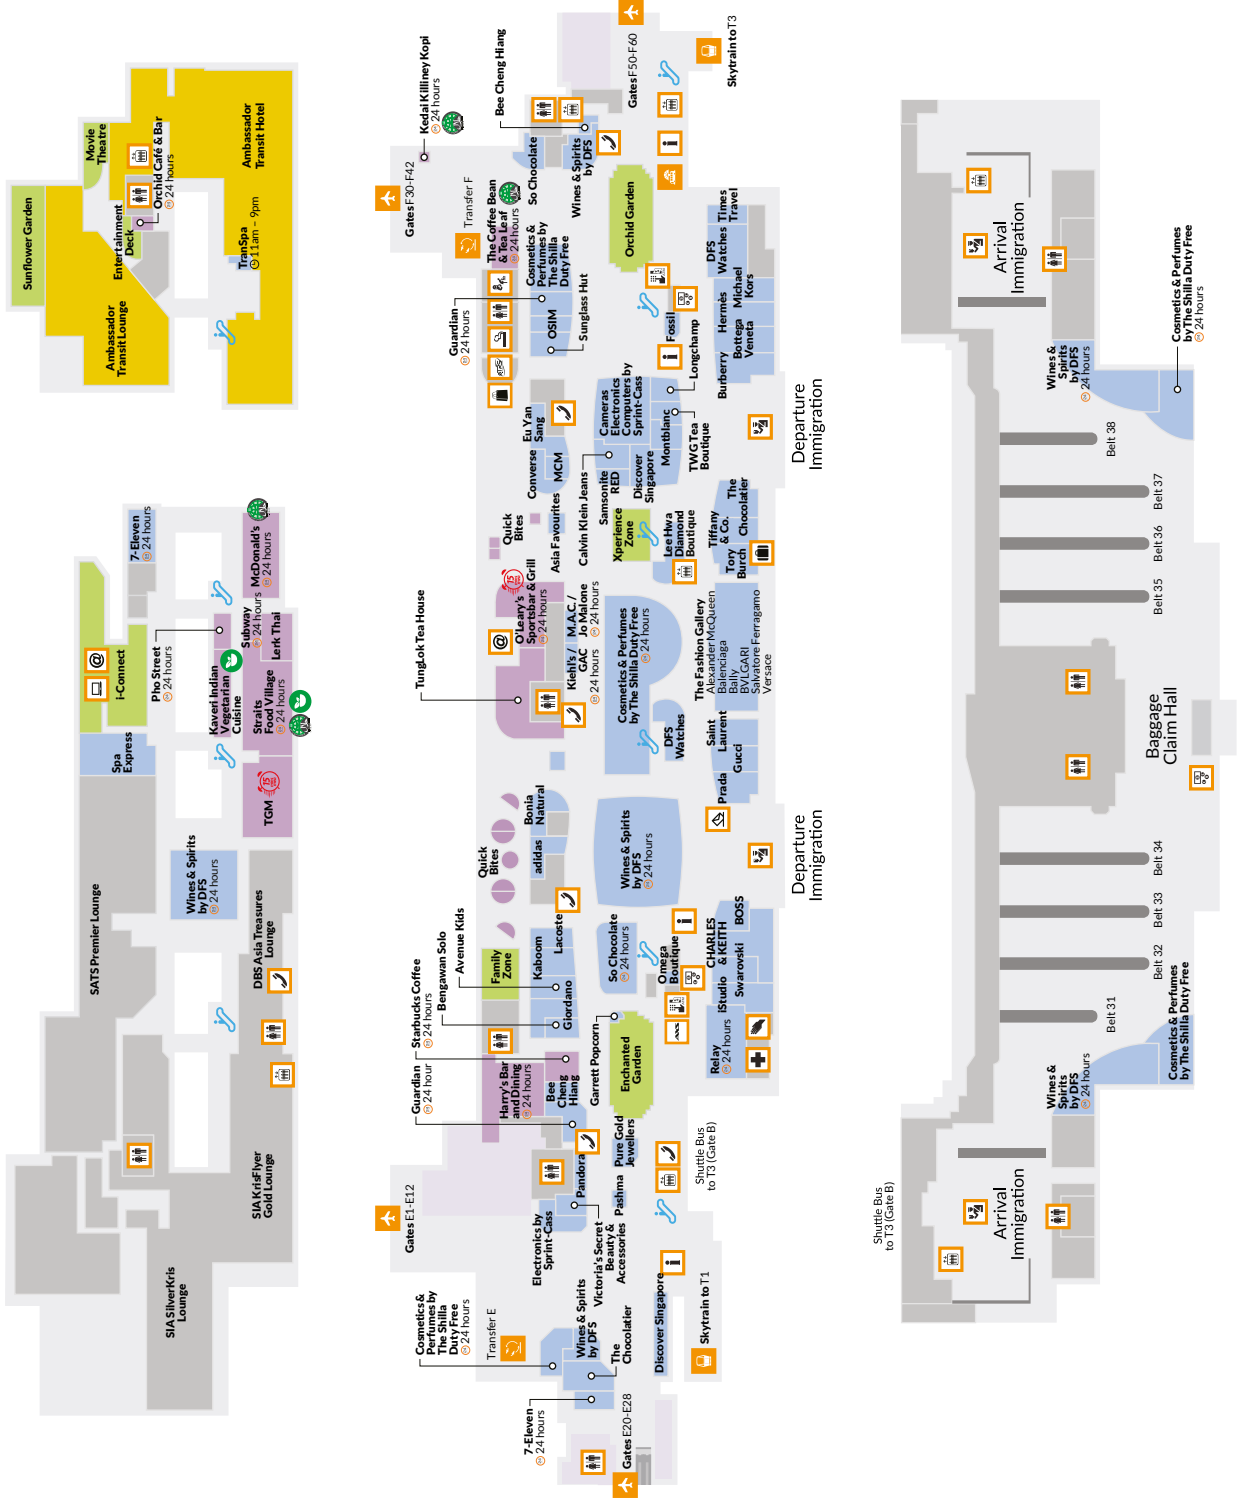 Sunflower Garden
Movie
Theatre
Orchid Café & Bar
24 hours
Ambassador
Transit Hotel
Entertainment
Deck
TranSpa
11am – 9pm
Ambassador
Transit Lounge
7-Eleven
24 hours
McDonald's
24 hours
i-Connect
Pho Street
24 hours
Subway
24 hours
Lerk Thai
Kaveri Indian
Vegetarian
Cuisine
Straits
Food Village
24 hours
Spa
Express
TGM
Wines & Spirits
by DFS
24 hours
SATS Premier Lounge
DBS Asia Treasures
Lounge
SIA KrisFlyer
Gold Lounge
SIA SilverKris
Lounge
Gates F50-F60
Skytrain to T3
Bee Cheng Hiang
Kedai Killiney Kopi
24 hours
Gates F30-F42
Transfer F
So Chocolate
Wines & Spirits
by DFS
The Coffee Bean
& Tea Leaf
24 hours
Cosmetics &
Perfumes by
The Shilla
Duty Free
Orchid Garden
Times
Travel
DFS
Watches
Michael
Kors
Hermès
Bottega
Veneta
Burberry
Guardian
24 hours
OSIM
Sunglass Hut
Fossil
Longchamp
Eu Yan
Sang
Converse
MCM
Cameras
Electronics
Computers by
Sprint-Cass
Montblanc
TWG Tea
Boutique
Calvin Klein Jeans
Samsonite
RED
Discover
Singapore
Departure
Immigration
Quick
Bites
Asia Favourites
Xperience
Zone
Lee Hwa
Diamond
Boutique
Tiffany
& Co.
The
Chocolatier
Tory
Burch
TungLok Tea House
O'Leary's
Sportsbar & Grill
24 hours
Kiehl's /
GAC
24 hours
M.A.C. /
Jo Malone
24 hours
Cosmetics & Perfumes
by The Shilla Duty Free
24 hours
The Fashion Gallery
Alexander McQueen
Balenciaga
Bally
BVLGARI
Salvatore Ferragamo
Versace
DFS
Watches
Saint
Laurent
Gucci
Prada
Bonia
Natural
adidas
Quick
Bites
Wines & Spirits
by DFS
24 hours
Departure
Immigration
Lacoste
Kaboom
Avenue Kids
Bengawan Solo
Family
Zone
Giordano
So Chocolate
24 hours
Omega
Boutique
CHARLES
& KEITH
BOSS
Swarovski
iStudio
Relay
24 hours
Starbucks Coffee
24 hours
Guardian
24 hour
Harry's Bar
and Dining
24 hours
Bee
Cheng
Hiang
Garrett Popcorn
Enchanted
Garden
Pure Gold
Jewellers
Pandora
Pashma
Shuttle Bus
to T3 (Gate B)
Gates E1-E12
Electronics by
Sprint-Cass
Victoria's Secret
Beauty &
Accessories
Cosmetics &
Perfumes by
The Shilla
Duty Free
24 hours
Transfer E
Wines & Spirits
by DFS
The
Chocolatier
Discover Singapore
Skytrain to T1
7-Eleven
24 hours
Gates E20-E28
Arrival
Immigration
Cosmetics & Perfumes
by The Shilla Duty Free
24 hours
Wines &
Spirits
by DFS
24 hours
Belt 38
Belt 37
Belt 36
Belt 35
Baggage
Claim Hall
Belt 34
Belt 33
Belt 32
Belt 31
Cosmetics & Perfumes
by The Shilla Duty Free
Wines &
Spirits
by DFS
24 hours
Arrival
Immigration
Shuttle Bus
to T3 (Gate B)